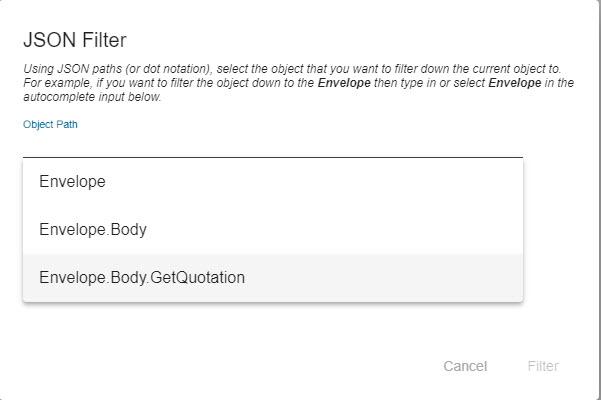 JSON Filter
Using JSON paths (or dot notation), select the object that you want to filter down the current object to.
For example, if you want to filter the object down to the Envelope then type in or select Envelope in the
autocomplete input below.
Object Path
Envelope
Envelope.Body
Envelope.Body.GetQuotation
Cancel Filter